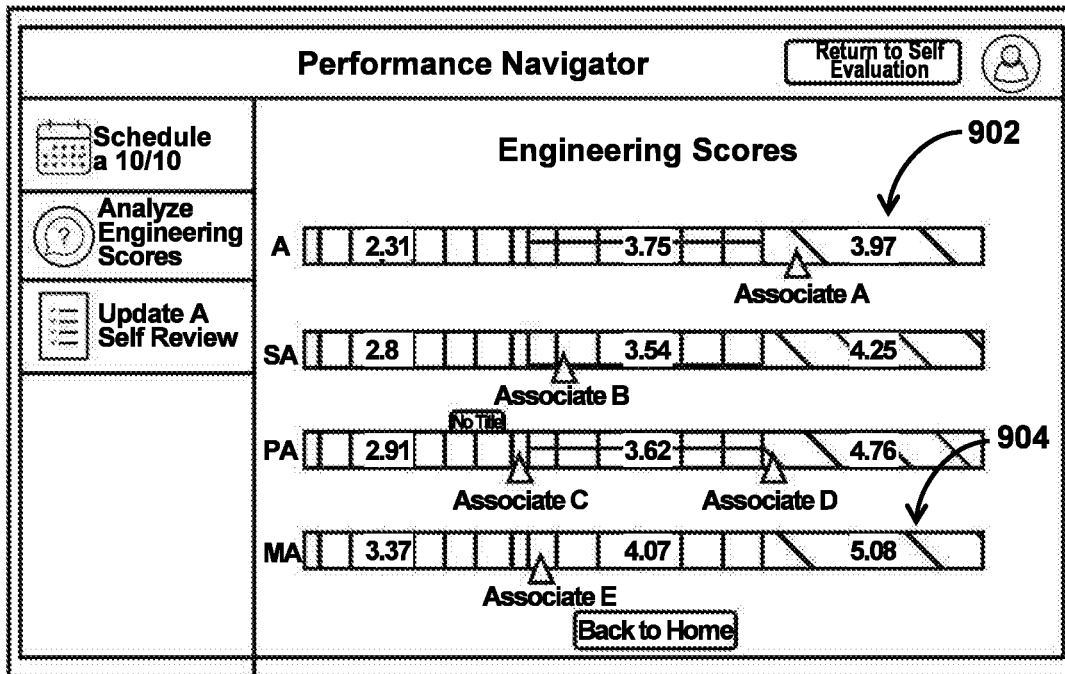 Performance Navigator
Return to Self
Evaluation
Schedule
a 10/10
Analyze
Engineering
Scores
Update A
Self Review
Engineering Scores
902
A 2.31 3.75 3.97
Associate A
SA 2.8 3.54 4.25
Associate B
No Title
904
PA 2.91 3.62 4.76
Associate C Associate D
MA 3.37 4.07 5.08
Associate E
Back to Home